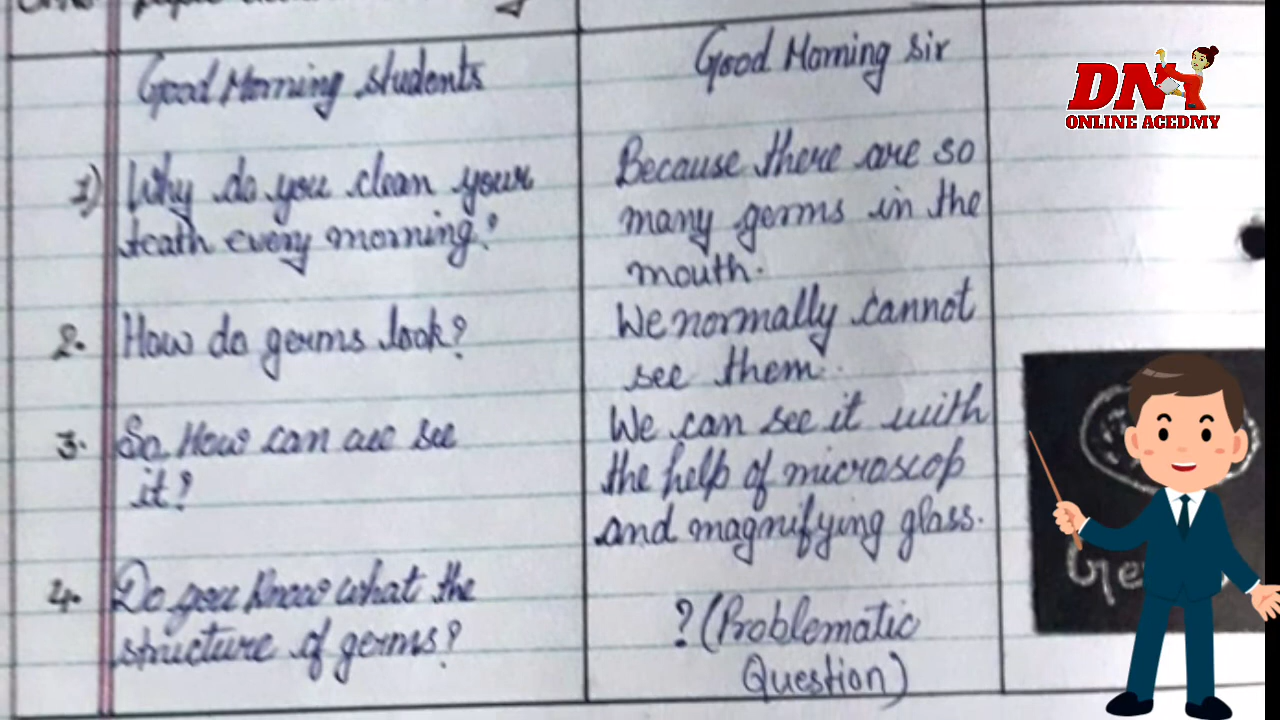 Good Morning students
Good Morning sir
1) Why do you clean your
teath every morning?
Because there are so
many germs in the
mouth.
2. How do germs look?
We normally cannot
see them.
3. So How can we see
it?
We can see it with
the help of microscop
and magnifying glass.
4. Do you know what the
structure of germs?
?(Problematic
Question)
DN
ONLINE ACEDMY